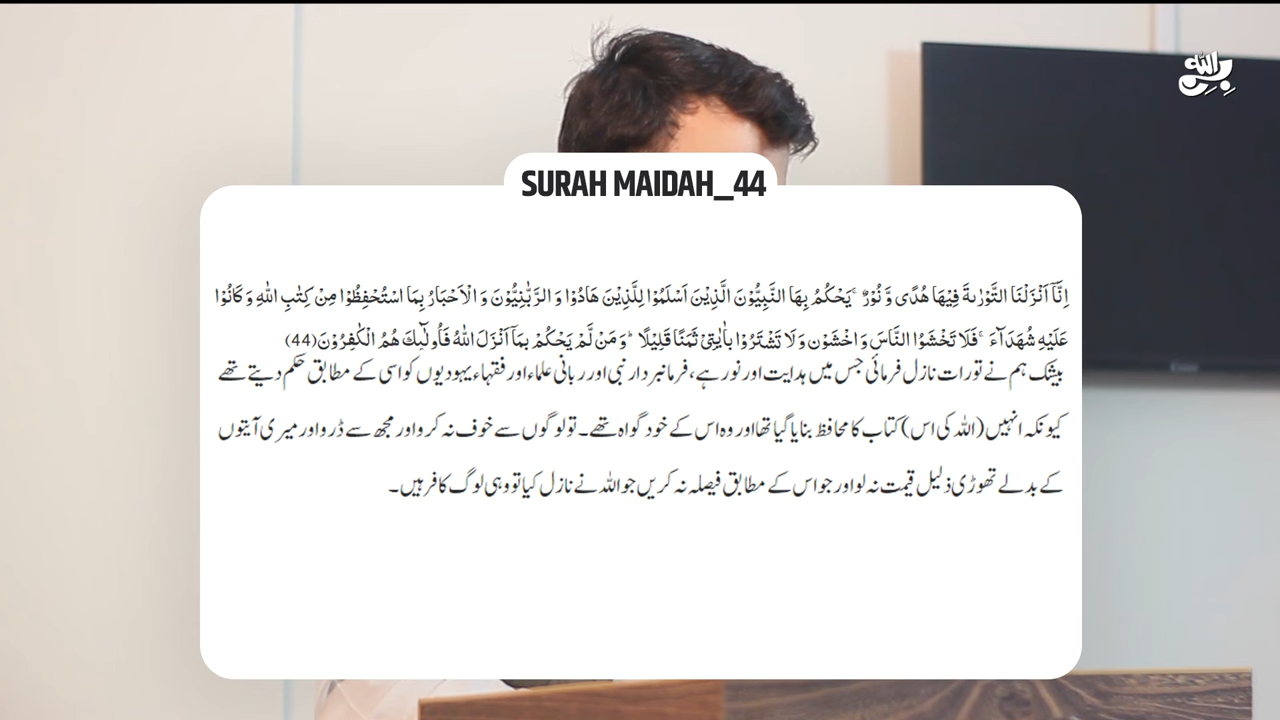 بِسْمِ اللّٰه
SURAH MAIDAH_44
اِنَّاۤ اَنْزَلْنَا التَّوْرٰىةَ فِیْهَا هُدًى وَّ نُوْرٌۚ-یَحْكُمُ بِهَا النَّبِیُّوْنَ الَّذِیْنَ اَسْلَمُوْا لِلَّذِیْنَ هَادُوْا وَ الرَّبّٰنِیُّوْنَ وَ الْاَحْبَارُ بِمَا اسْتُحْفِظُوْا مِنْ كِتٰبِ اللّٰهِ وَ كَانُوْا
عَلَیْهِ شُهَدَآءَۚ-فَلَا تَخْشَوُا النَّاسَ وَ اخْشَوْنِ وَ لَا تَشْتَرُوْا بِاٰیٰتِیْ ثَمَنًا قَلِیْلًاؕ-وَ مَنْ لَّمْ یَحْكُمْ بِمَاۤ اَنْزَلَ اللّٰهُ فَاُولٰٓىٕكَ هُمُ الْكٰفِرُوْنَ(44)
بیشک ہم نے تورات نازل فرمائی جس میں ہدایت اور نور ہے، فرمانبردار نبی اور ربانی علماء اور فقہاء یہودیوں کو اسی کے مطابق حکم دیتے تھے
کیونکہ انہیں (اللہ کی اس) کتاب کا محافظ بنایا گیا تھا اور وہ اس کے خود گواہ تھے۔ تو لوگوں سے خوف نہ کرو اور مجھ سے ڈرو اور میری آیتوں
کے بدلے تھوڑی ذلیل قیمت نہ لو اور جو اس کے مطابق فیصلہ نہ کریں جو اللہ نے نازل کیا تو وہی لوگ کافر ہیں۔